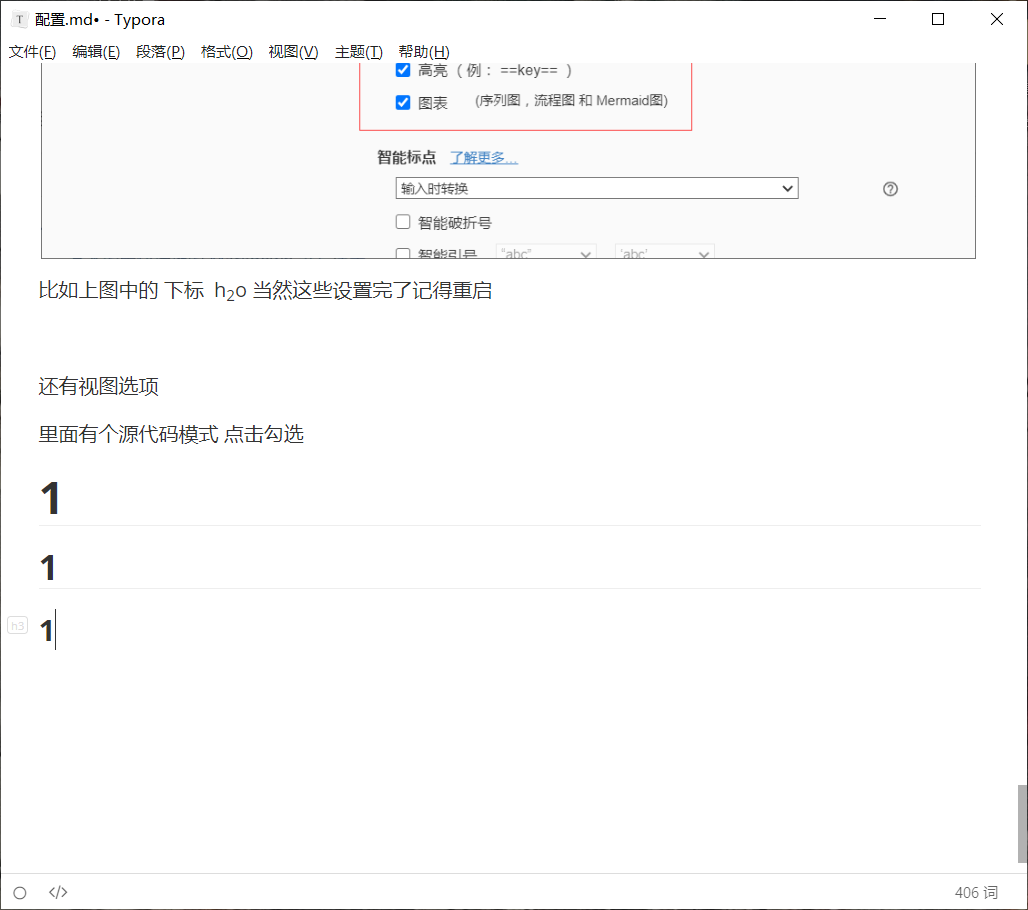 T 配置.md• - Typora
文件(F) 编辑(E) 段落(P) 格式(O) 视图(V) 主题(T) 帮助(H)
高亮 ( 例： ==key== )
图表 (序列图，流程图 和 Mermaid图)
智能标点 了解更多...
输入时转换
智能破折号
智能引号 “abc” ‘abc’
比如上图中的 下标 h2o 当然这些设置完了记得重启
还有视图选项
里面有个源代码模式 点击勾选
1
1
h3 1
</> 406 词